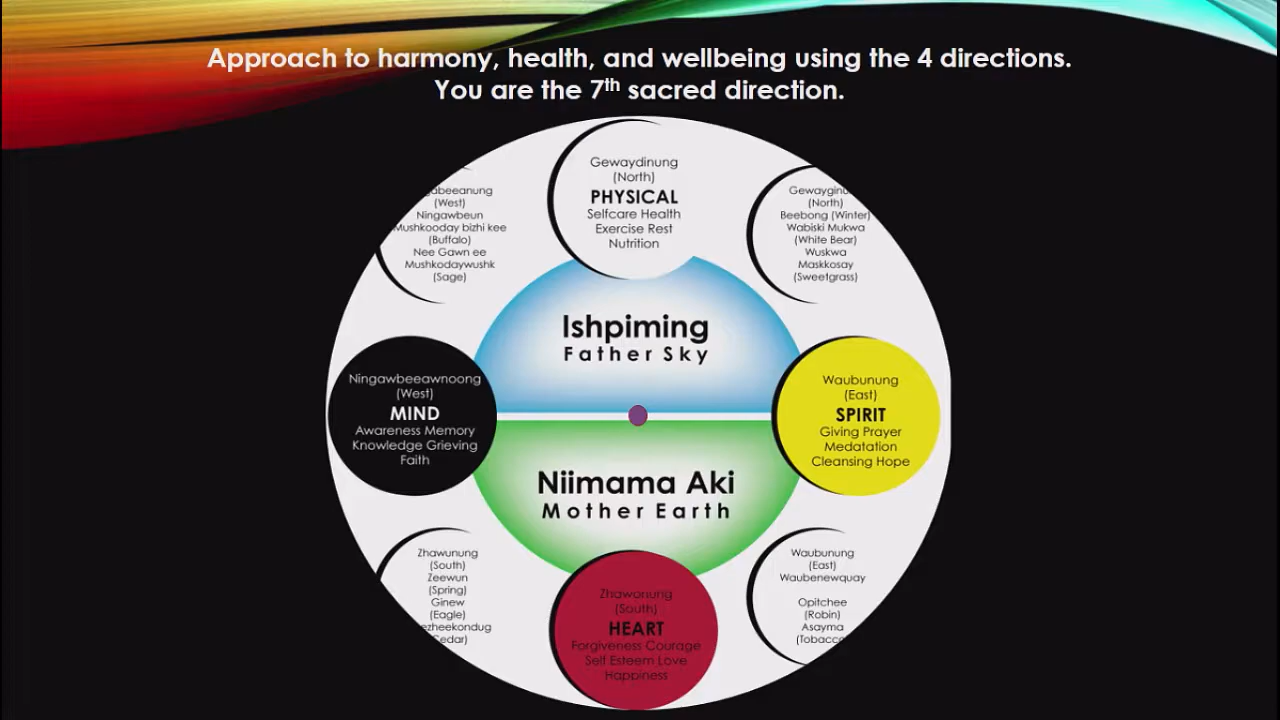 Approach to harmony, health, and wellbeing using the 4 directions.
You are the 7th sacred direction.
Gewaydinung
(North)
PHYSICAL
Selfcare Health
Exercise Rest
Nutrition
(West)
Ningawbeun
Mushkooday bizhi kee
(Buffalo)
Nee Gawn ee
Mushkodaywushk
(Sage)
(North)
Beebong (Winter)
Wabiski Mukwa
(White Bear)
Wuskwa
Maskkosay
(Sweetgrass)
Ishpiming
Father Sky
Ningawbeeawnoong
(West)
MIND
Awareness Memory
Knowledge Grieving
Faith
Waubunung
(East)
SPIRIT
Giving Prayer
Medatation
Cleansing Hope
Niimama Aki
Mother Earth
Zhawunung
(South)
Zeewun
(Spring)
Ginew
(Eagle)
Zhawonung
(South)
HEART
Forgiveness Courage
Self Esteem Love
Happiness
Waubunung
(East)
Waubenewquay
Opitchee
(Robin)
Asayma
(Tobacco